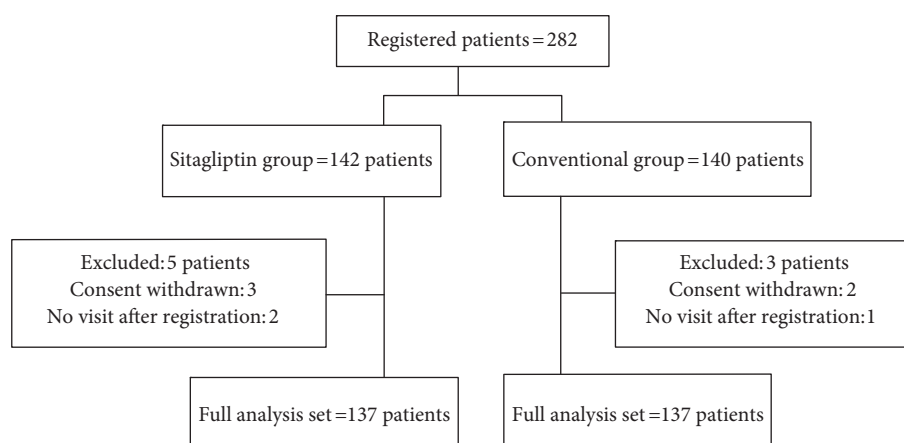 Registered patients=282
Sitagliptin group=142 patients
Conventional group=140 patients
Excluded: 5 patients
Consent withdrawn: 3
No visit after registration: 2
Excluded: 3 patients
Consent withdrawn: 2
No visit after registration: 1
Full analysis set=137 patients
Full analysis set=137 patients